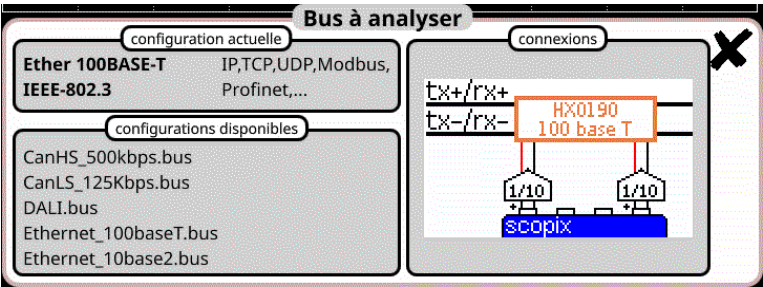 Bus à analyser
configuration actuelle
Ether 100BASE-T IP,TCP,UDP,Modbus,
IEEE-802.3 Profinet,...
configurations disponibles
CanHS_500kbps.bus
CanLS_125Kbps.bus
DALI.bus
Ethernet_100baseT.bus
Ethernet_10base2.bus
connexions
tx+/rx+
tx-/rx-
HX0190
100 base T
1/10 1/10
+ +
scopix